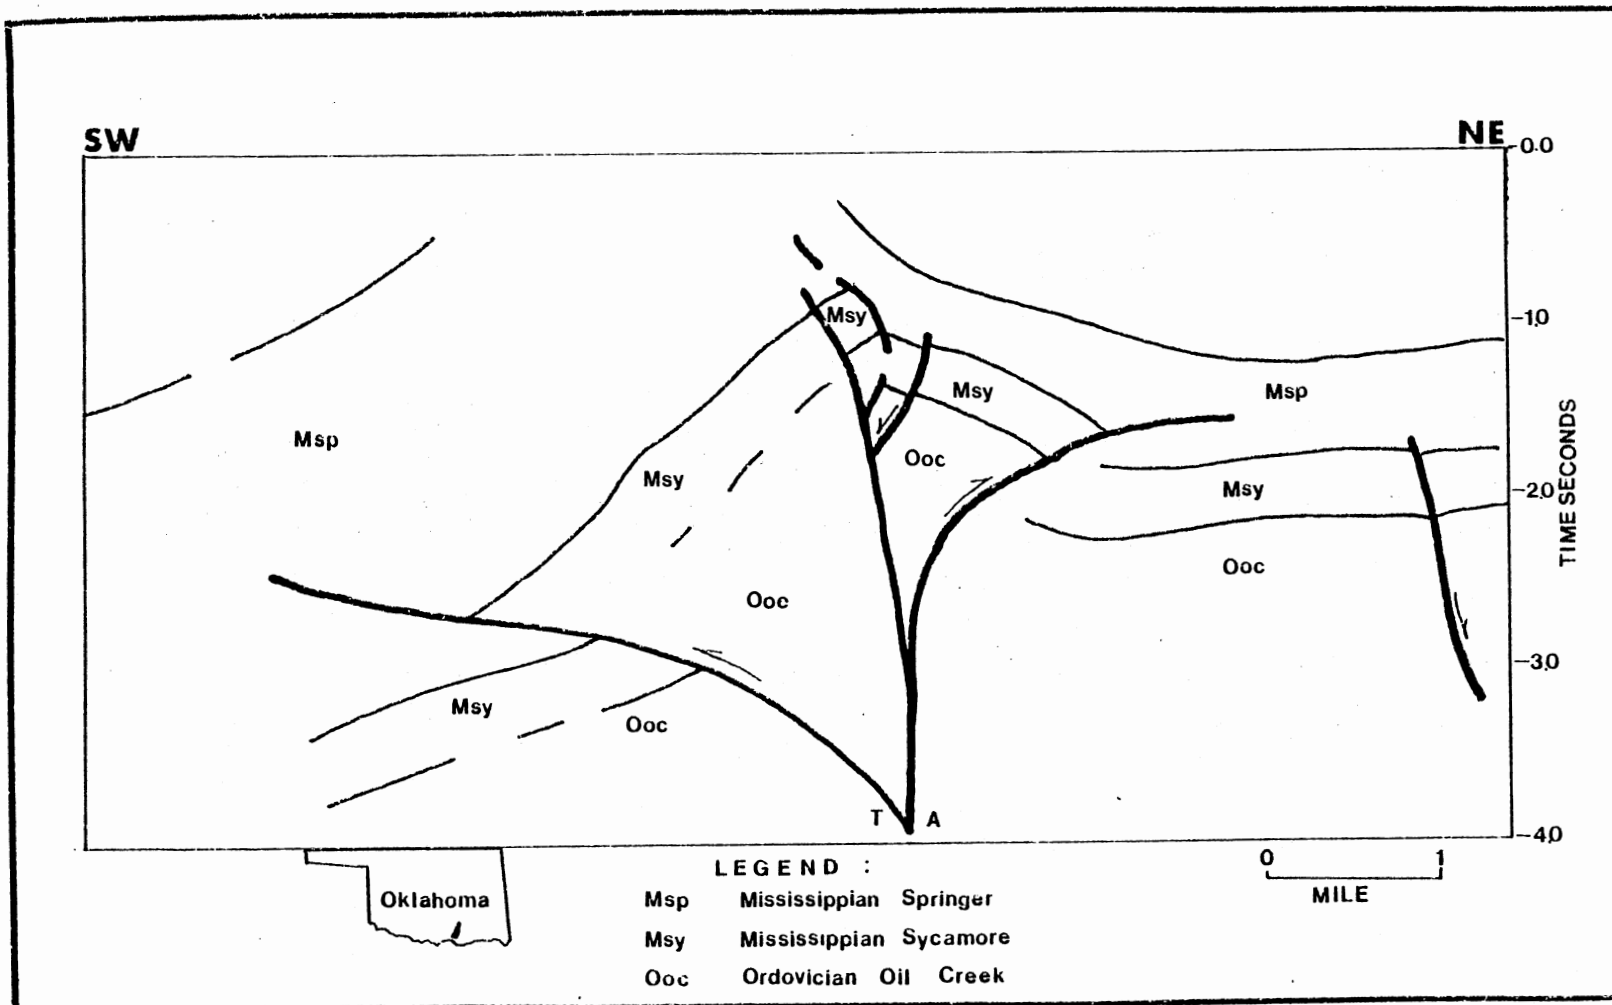 SW
NE
0.0
Msy
1.0
Msy
Msp
Msp
Ooc
Msy
Msy
2.0
TIME SECONDS
Ooc
Ooc
3.0
Msy
Ooc
T A
4.0
0 1
MILE
Oklahoma
LEGEND :
Msp Mississippian Springer
Msy Mississippian Sycamore
Ooc Ordovician Oil Creek